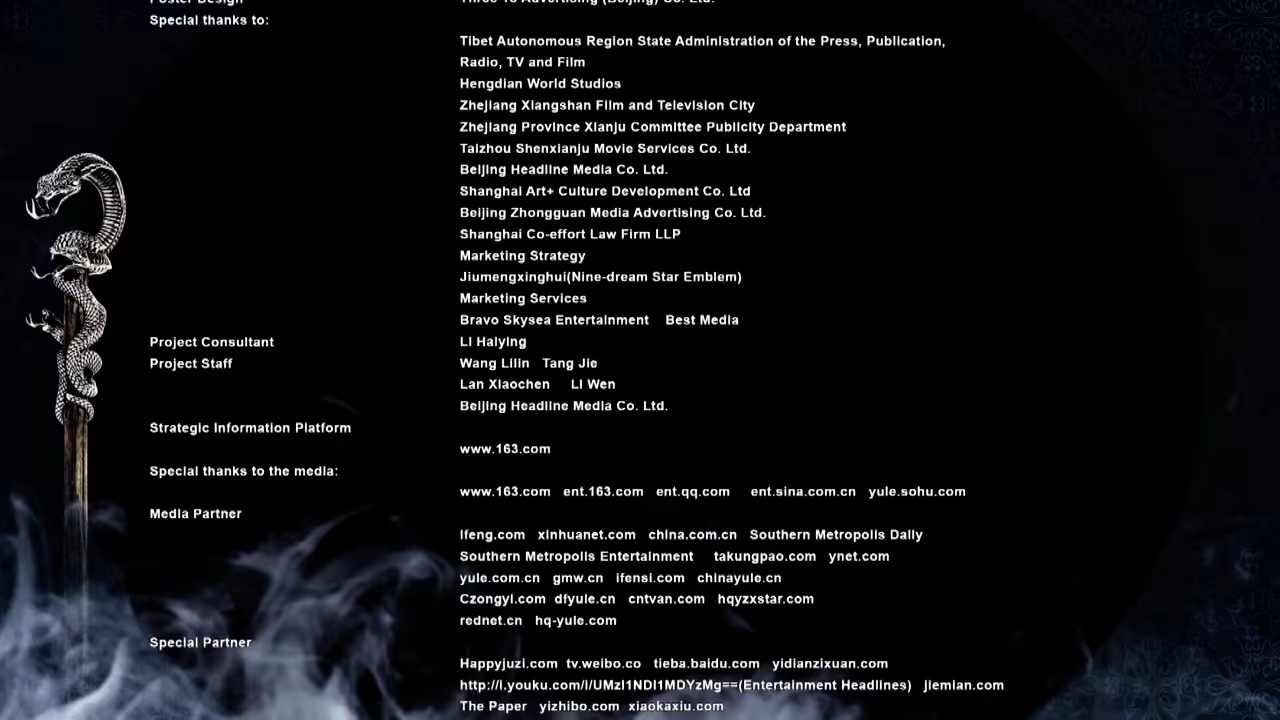 Poster Design Three 10 Advertising (Beijing) Co. Ltd.
Special thanks to:
Tibet Autonomous Region State Administration of the Press, Publication,
Radio, TV and Film
Hengdian World Studios
Zhejiang Xiangshan Film and Television City
Zhejiang Province Xianju Committee Publicity Department
Taizhou Shenxianju Movie Services Co. Ltd.
Beijing Headline Media Co. Ltd.
Shanghai Art+ Culture Development Co. Ltd
Beijing Zhongguan Media Advertising Co. Ltd.
Shanghai Co-effort Law Firm LLP
Marketing Strategy
Jiumengxinghui(Nine-dream Star Emblem)
Marketing Services
Bravo Skysea Entertainment Best Media
Project Consultant Li Haiying
Project Staff Wang Lilin Tang Jie
Lan Xiaochen Li Wen
Beijing Headline Media Co. Ltd.
Strategic Information Platform
www.163.com
Special thanks to the media:
www.163.com ent.163.com ent.qq.com ent.sina.com.cn yule.sohu.com
Media Partner
ifeng.com xinhuanet.com china.com.cn Southern Metropolis Daily
Southern Metropolis Entertainment takungpao.com ynet.com
yule.com.cn gmw.cn ifensi.com chinayule.cn
Czongyi.com dfyule.cn cntvan.com hqyzxstar.com
rednet.cn hq-yule.com
Special Partner
Happyjuzi.com tv.weibo.co tieba.baidu.com yidianzixuan.com
http://i.youku.com/i/UMzI1NDI1MDYzMg==(Entertainment Headlines) jiemian.com
The Paper yizhibo.com xiaokaxiu.com